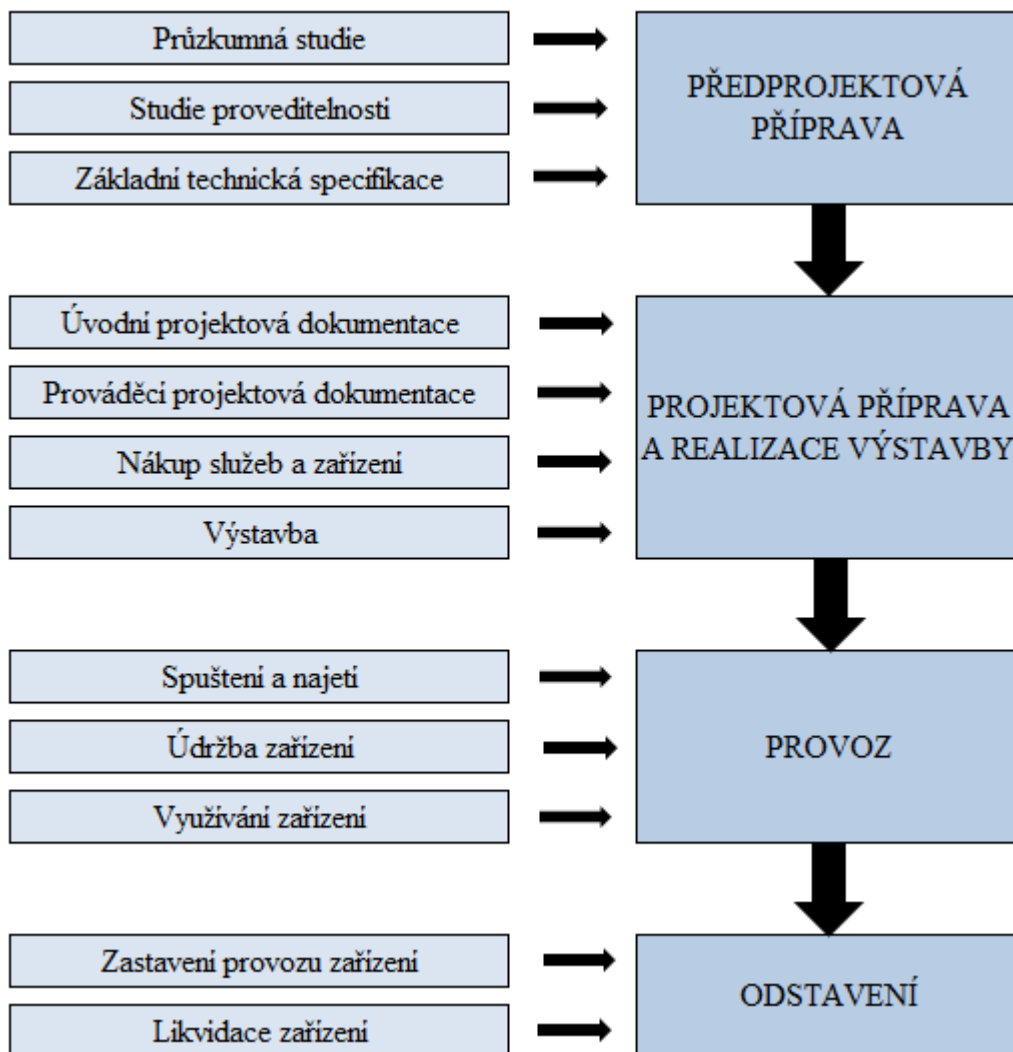 Průzkumná studie
Studie proveditelnosti
Základní technická specifikace
PŘEDPROJEKTOVÁ
PŘÍPRAVA
Úvodní projektová dokumentace
Prováděcí projektová dokumentace
Nákup služeb a zařízení
Výstavba
PROJEKTOVÁ PŘÍPRAVA
A REALIZACE VÝSTAVBY
Spuštění a najetí
Údržba zařízení
Využívání zařízení
PROVOZ
Zastavení provozu zařízení
Likvidace zařízení
ODSTAVENÍ